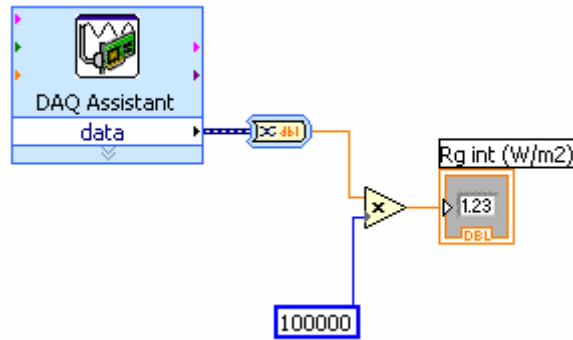 DAQ Assistant
data
dbl
Rg int (W/m2)
1.23
DBL
100000